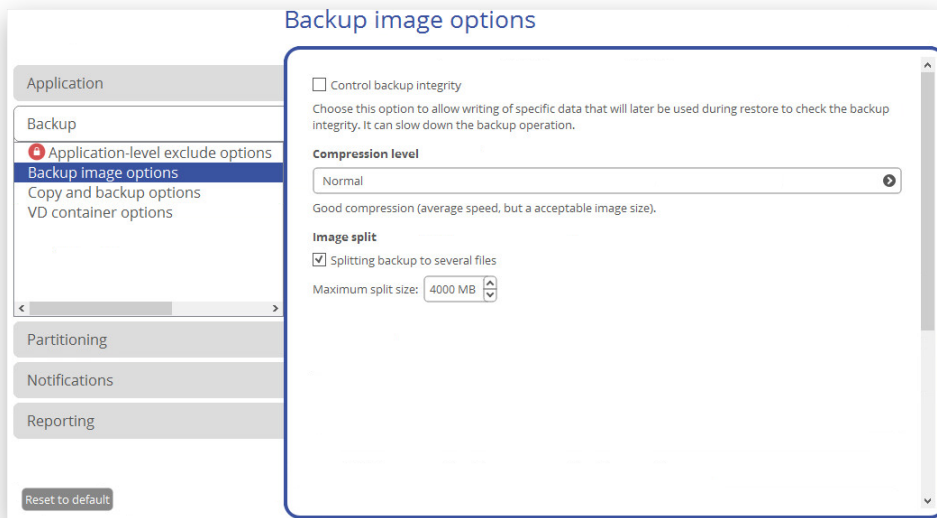 Backup image options
Application
Backup
Application-level exclude options
Backup image options
Copy and backup options
VD container options
Partitioning
Notifications
Reporting
Reset to default
Control backup integrity
Choose this option to allow writing of specific data that will later be used during restore to check the backup
integrity. It can slow down the backup operation.
Compression level
Normal
Good compression (average speed, but a acceptable image size).
Image split
Splitting backup to several files
Maximum split size: 4000 MB